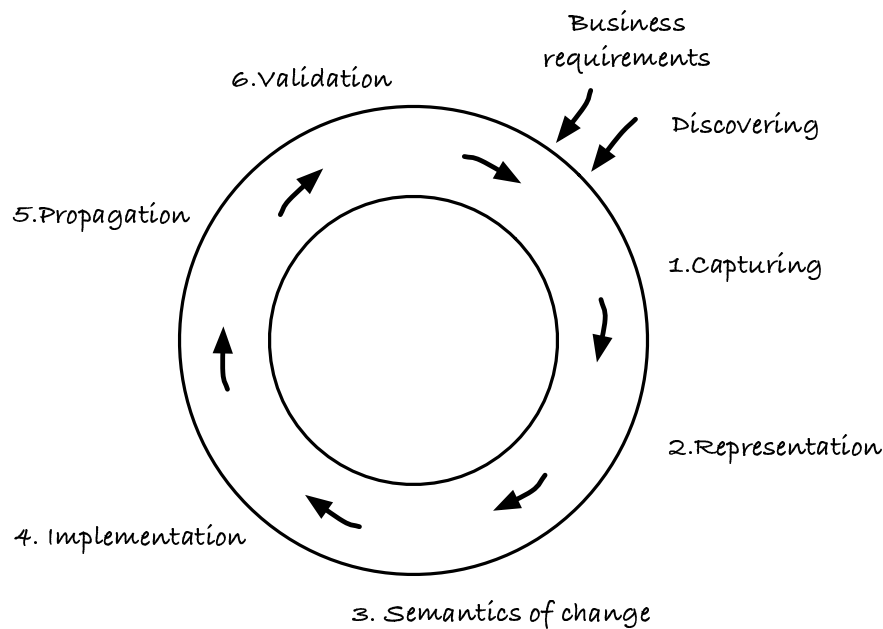 Business
requirements
6.Validation
Discovering
5.Propagation
1.Capturing
2.Representation
4. Implementation
3. Semantics of change